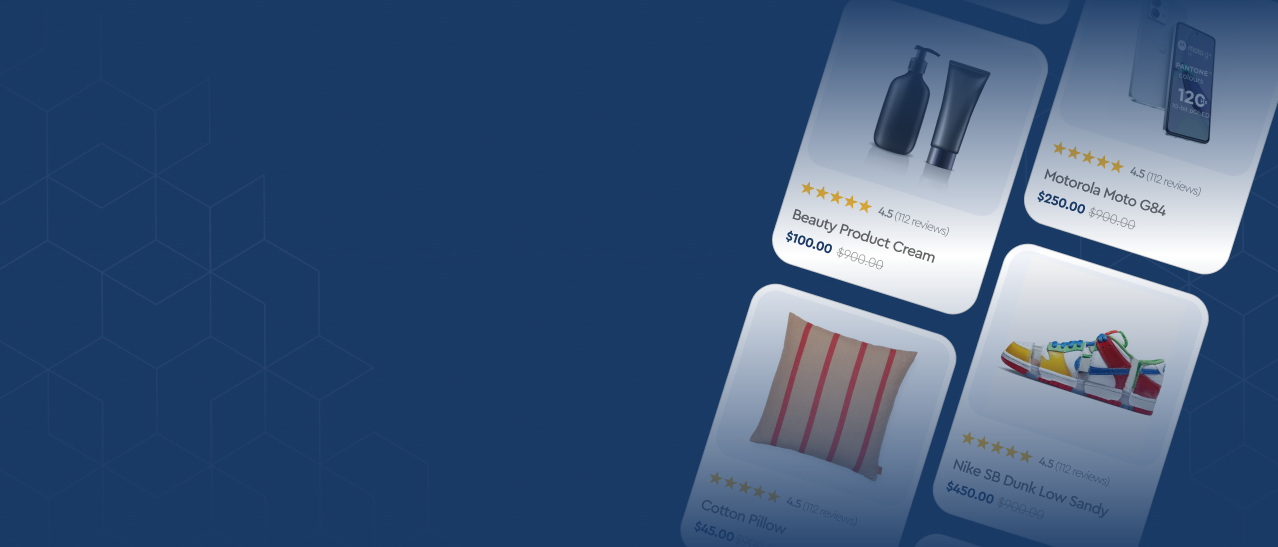 4.5 (112 reviews)
Beauty Product Cream
$100.00 $900.00
PANTONE
colours
120
4.5 (112 reviews)
Motorola Moto G84
$250.00 $900.00
4.5 (112 reviews)
Cotton Pillow
$45.00
4.5 (112 reviews)
Nike SB Dunk Low Sandy
$450.00 $900.00